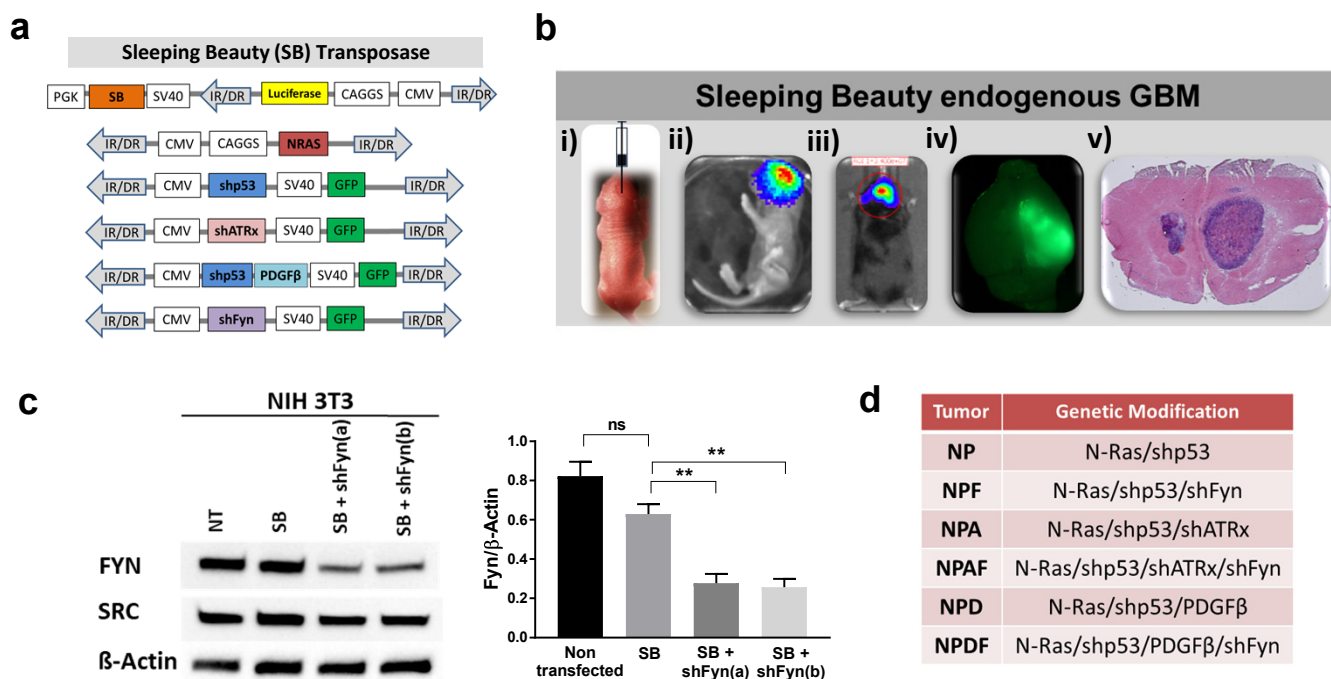 a
Sleeping Beauty (SB) Transposase
PGK SB SV40 IR/DR Luciferase CAGGS CMV IR/DR
IR/DR CMV CAGGS NRAS IR/DR
IR/DR CMV shp53 SV40 GFP IR/DR
IR/DR CMV shATRx SV40 GFP IR/DR
IR/DR CMV shp53 PDGFβ SV40 GFP IR/DR
IR/DR CMV shFyn SV40 GFP IR/DR
b
Sleeping Beauty endogenous GBM
i) ii) iii) iv) v)
c
NIH 3T3
NT
SB
SB + shFyn(a)
SB + shFyn(b)
FYN
SRC
ß-Actin
Fyn/β-Actin
1.0
0.8
0.6
0.4
0.2
0.0
ns
**
**
Non transfected
SB
SB + shFyn(a)
SB + shFyn(b)
d
Tumor Genetic Modification
NP N-Ras/shp53
NPF N-Ras/shp53/shFyn
NPA N-Ras/shp53/shATRx
NPAF N-Ras/shp53/shATRx/shFyn
NPD N-Ras/shp53/PDGFβ
NPDF N-Ras/shp53/PDGFβ/shFyn